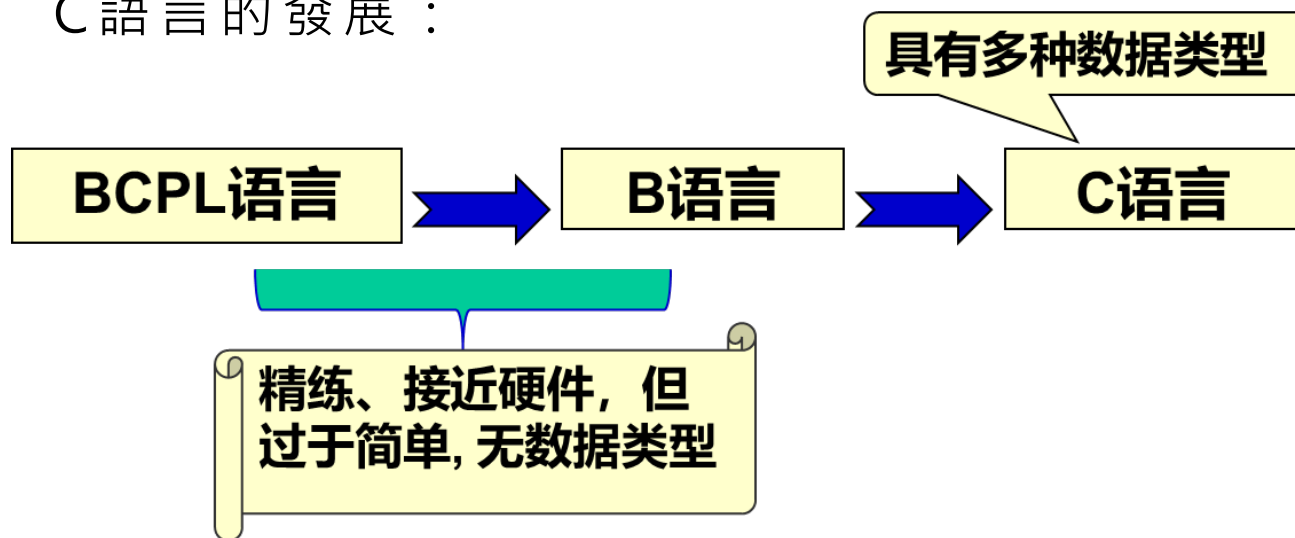 C語言的發展：
具有多种数据类型
BCPL语言
B语言
C语言
精练、接近硬件，但
过于简单, 无数据类型